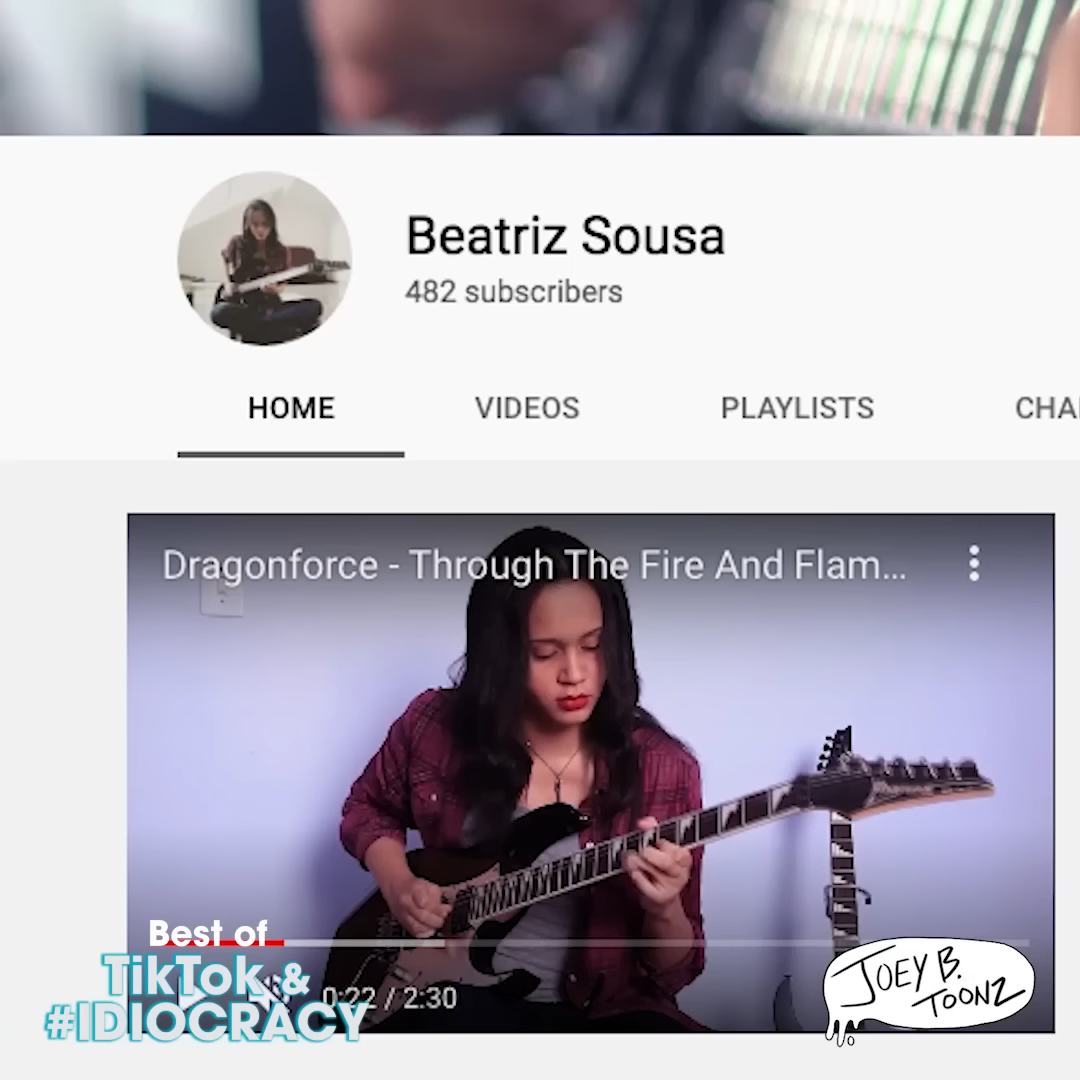 Beatriz Sousa
482 subscribers
HOME VIDEOS PLAYLISTS CHA
Dragonforce - Through The Fire And Flam...
Best of
TikTok &
#IDIOCRACY
0:22 / 2:30
JOEY B.
TOONZ